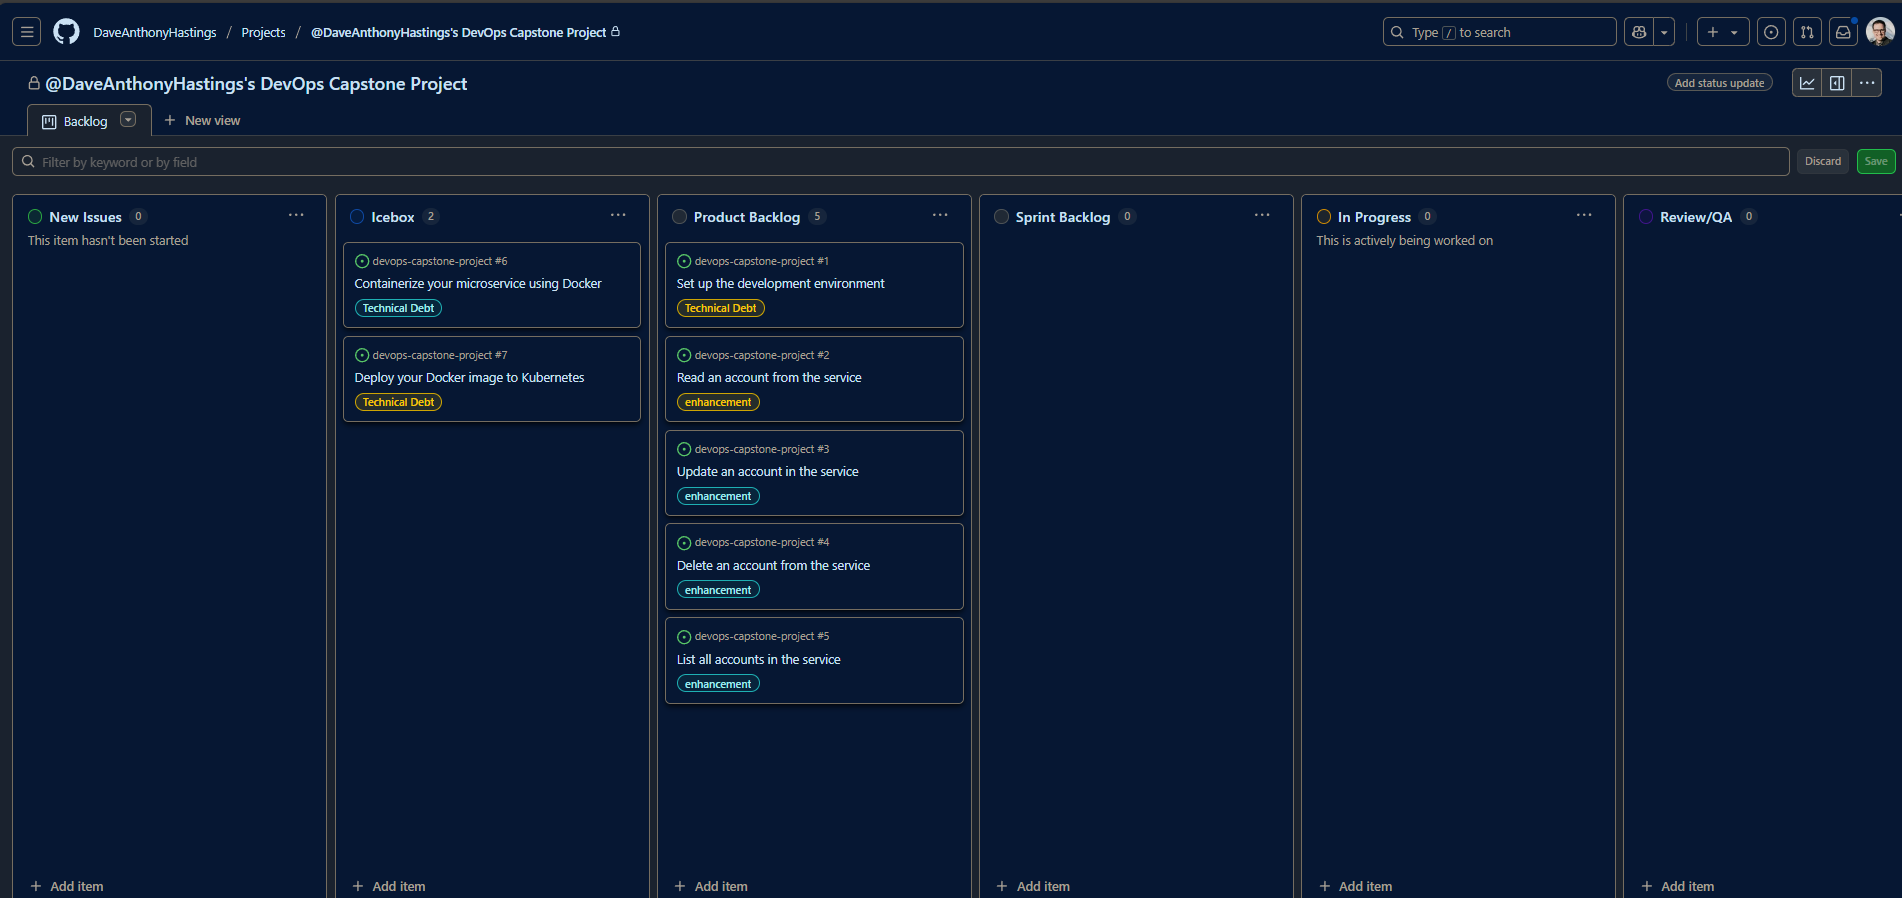 DaveAnthonyHastings / Projects / @DaveAnthonyHastings's DevOps Capstone Project
Type / to search
@DaveAnthonyHastings's DevOps Capstone Project
Add status update
Backlog
New view
Filter by keyword or by field
Discard
Save
New Issues 0
This item hasn't been started
Add item
Icebox 2
devops-capstone-project #6
Containerize your microservice using Docker
Technical Debt
devops-capstone-project #7
Deploy your Docker image to Kubernetes
Technical Debt
Add item
Product Backlog 5
devops-capstone-project #1
Set up the development environment
Technical Debt
devops-capstone-project #2
Read an account from the service
enhancement
devops-capstone-project #3
Update an account in the service
enhancement
devops-capstone-project #4
Delete an account from the service
enhancement
devops-capstone-project #5
List all accounts in the service
enhancement
Add item
Sprint Backlog 0
Add item
In Progress 0
This is actively being worked on
Add item
Review/QA 0
Add item